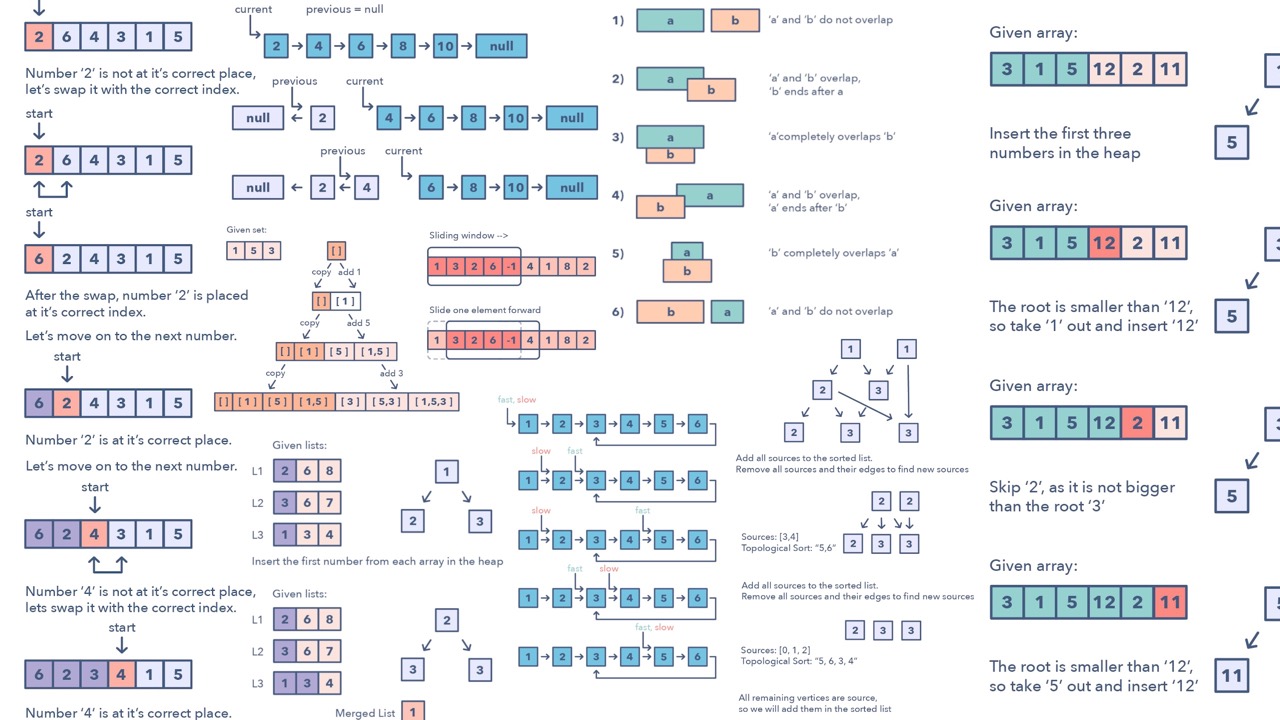 2 6 4 3 1 5
Number ‘2’ is not at it’s correct place,
let’s swap it with the correct index.
start
2 6 4 3 1 5
start
6 2 4 3 1 5
After the swap, number ‘2’ is placed
at it’s correct index.
Let’s move on to the next number.
start
6 2 4 3 1 5
Number ‘2’ is at it’s correct place.
Let’s move on to the next number.
start
6 2 4 3 1 5
Number ‘4’ is not at it’s correct place,
lets swap it with the correct index.
start
6 2 3 4 1 5
Number ‘4’ is at it’s correct place.
current previous = null
2 4 6 8 10 null
previous current
null 2 4 6 8 10 null
previous current
null 2 4 6 8 10 null
Given set:
1 5 3
[ ]
copy add 1
[ ] [ 1 ]
copy add 5
[ ] [ 1 ] [ 5 ] [ 1,5 ]
copy add 3
[ ] [ 1 ] [ 5 ] [ 1,5 ] [ 3 ] [ 5,3 ] [ 1,5,3 ]
Sliding window -->
1 3 2 6 -1 4 1 8 2
Slide one element forward
1 3 2 6 -1 4 1 8 2
Given lists:
L1 2 6 8
L2 3 6 7
L3 1 3 4
1
2 3
Insert the first number from each array in the heap
Given lists:
L1 2 6 8
L2 3 6 7
L3 1 3 4
2
3 3
Merged List 1
fast, slow
1 2 3 4 5 6
slow fast
1 2 3 4 5 6
slow fast
1 2 3 4 5 6
fast slow
1 2 3 4 5 6
fast, slow
1 2 3 4 5 6
1) a b ‘a’ and ‘b’ do not overlap
2) a b ‘a’ and ‘b’ overlap,
‘b’ ends after a
3) a b ‘a’completely overlaps ‘b’
4) a b ‘a’ and ‘b’ overlap,
‘a’ ends after ‘b’
5) a b ‘b’ completely overlaps ‘a’
6) b a ‘a’ and ‘b’ do not overlap
1 1
2 3
2 3 3
Add all sources to the sorted list.
Remove all sources and their edges to find new sources
2 2
2 3 3
Sources: [3,4]
Topological Sort: “5,6”
Add all sources to the sorted list.
Remove all sources and their edges to find new sources
2 3 3
Sources: [0, 1, 2]
Topological Sort: “5, 6, 3, 4”
All remaining vertices are source,
so we will add them in the sorted list
Given array:
3 1 5 12 2 11
Insert the first three
numbers in the heap
5
Given array:
3 1 5 12 2 11
The root is smaller than ‘12’,
so take ‘1’ out and insert ‘12’
5
Given array:
3 1 5 12 2 11
Skip ‘2’, as it is not bigger
than the root ‘3’
5
Given array:
3 1 5 12 2 11
The root is smaller than ‘12’,
so take ‘5’ out and insert ‘12’
11